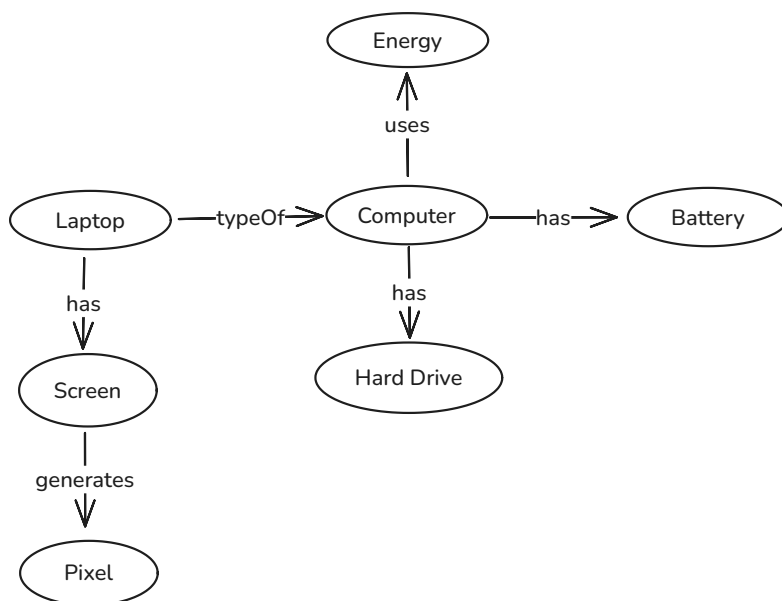 Energy
uses
Laptop
typeOf
Computer
has
Battery
has
has
Screen
Hard Drive
generates
Pixel